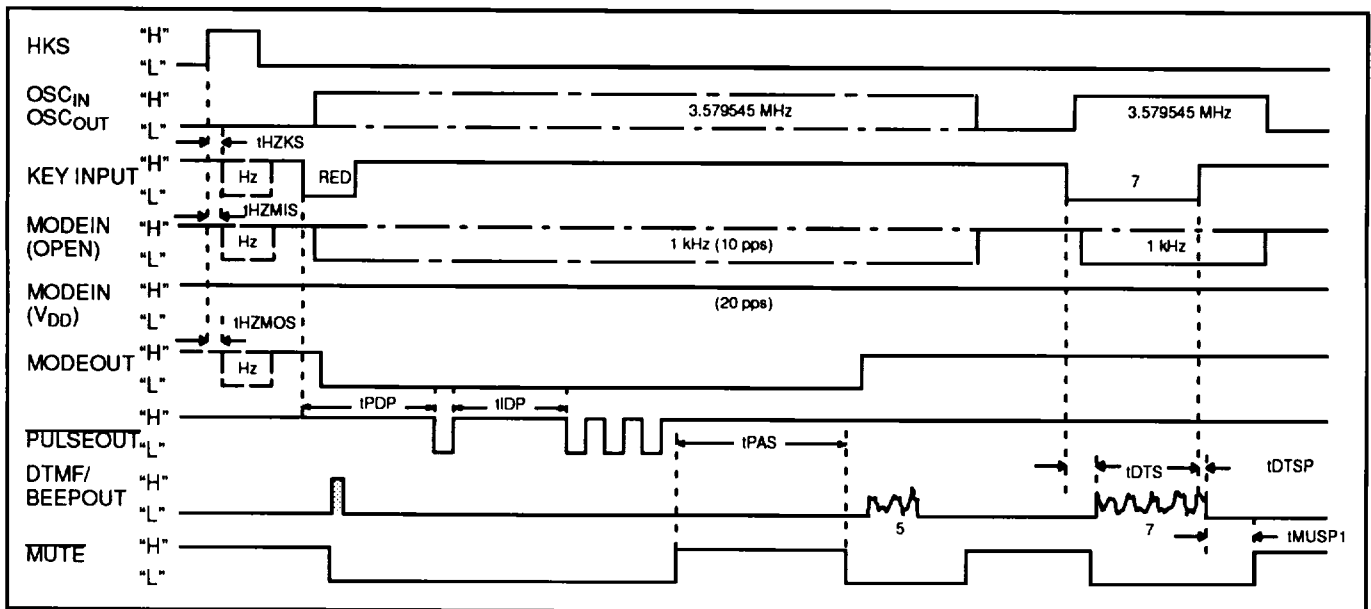 HKS "H"
"L"
OSCIN "H"
OSCOUT "L"
3.579545 MHz 3.579545 MHz
tHZKS
KEY INPUT "H"
"L"
Hz RED 7
tHZMIS
MODEIN "H"
(OPEN) "L"
Hz 1 kHz (10 pps) 1 kHz
MODEIN "H"
(VDD) "L"
(20 pps)
tHZMOS
MODEOUT "H"
"L"
Hz
tPDP tIDP
"H"
PULSEOUT "L"
tPAS
DTMF/ "H"
BEEPOUT "L"
tDTS tDTSP
5 7
tMUSP1
MUTE "H"
"L"